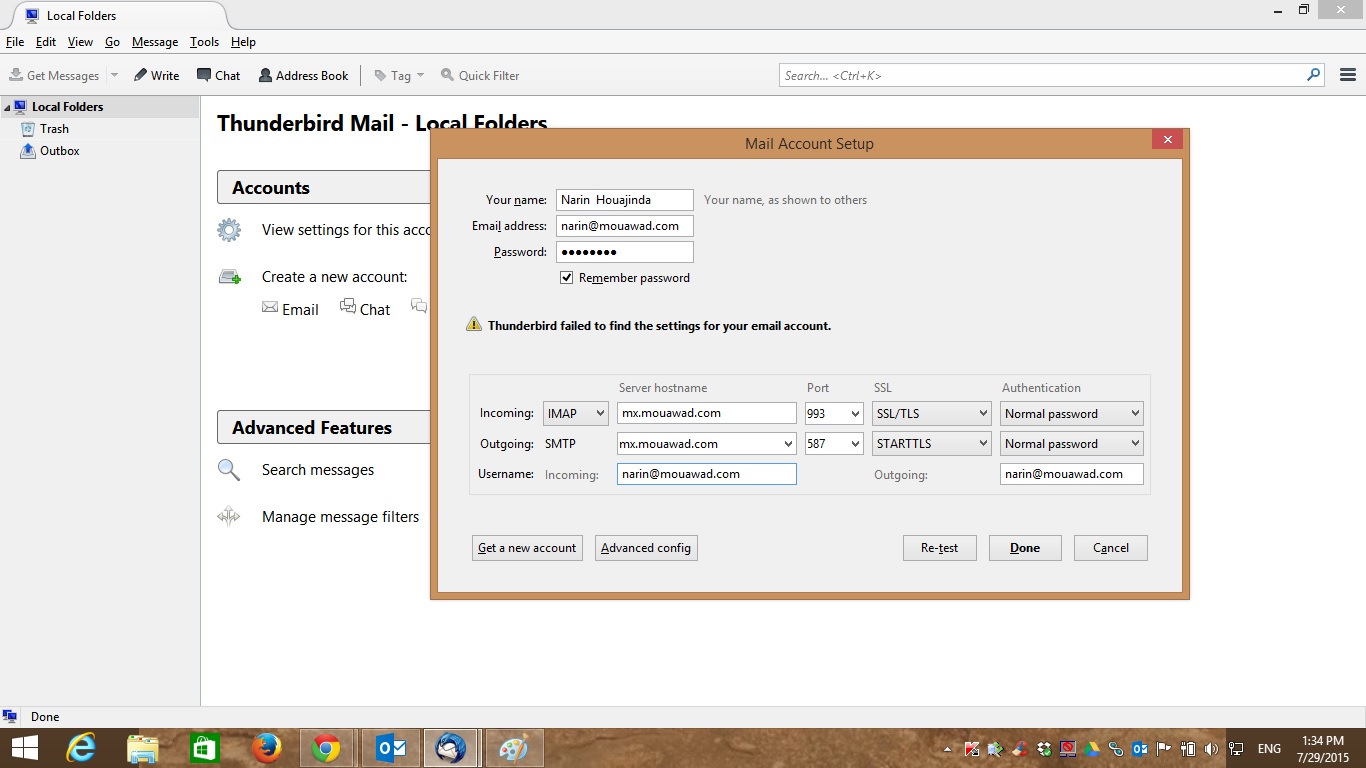 Local Folders
File Edit View Go Message Tools Help
Get Messages Write Chat Address Book Tag Quick Filter Search... <Ctrl+K>
Local Folders
Trash
Outbox
Thunderbird Mail - Local Folders
Accounts
View settings for this acco
Create a new account:
Email Chat
Advanced Features
Search messages
Manage message filters
Mail Account Setup
Your name: Narin Houajinda Your name, as shown to others
Email address: narin@mouawad.com
Password: ●●●●●●●●
Remember password
Thunderbird failed to find the settings for your email account.
Server hostname Port SSL Authentication
Incoming: IMAP mx.mouawad.com 993 SSL/TLS Normal password
Outgoing: SMTP mx.mouawad.com 587 STARTTLS Normal password
Username: Incoming: narin@mouawad.com Outgoing: narin@mouawad.com
Get a new account Advanced config Re-test Done Cancel
Done
ENG 1:34 PM
7/29/2015